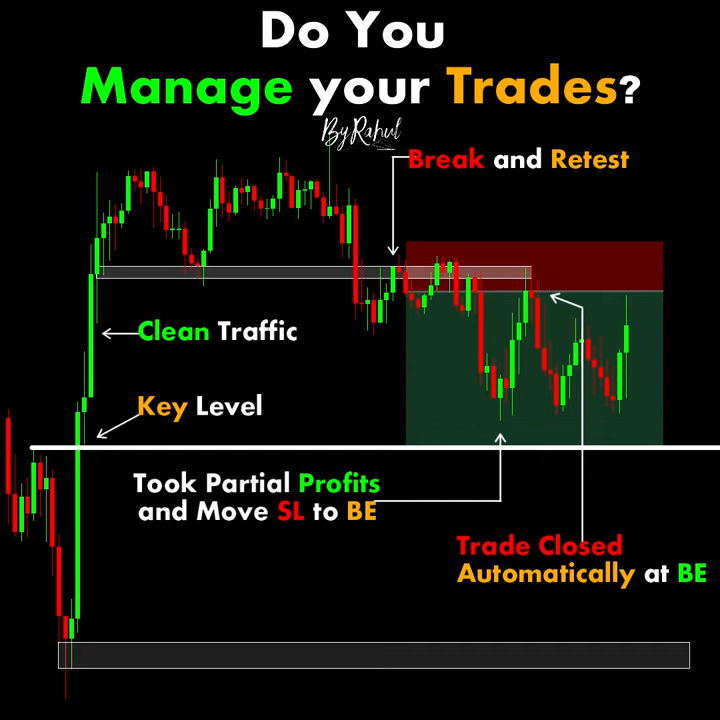 Do You
Manage your Trades?
By Rahul
Break and Retest
Clean Traffic
Key Level
Took Partial Profits
and Move SL to BE
Trade Closed
Automatically at BE